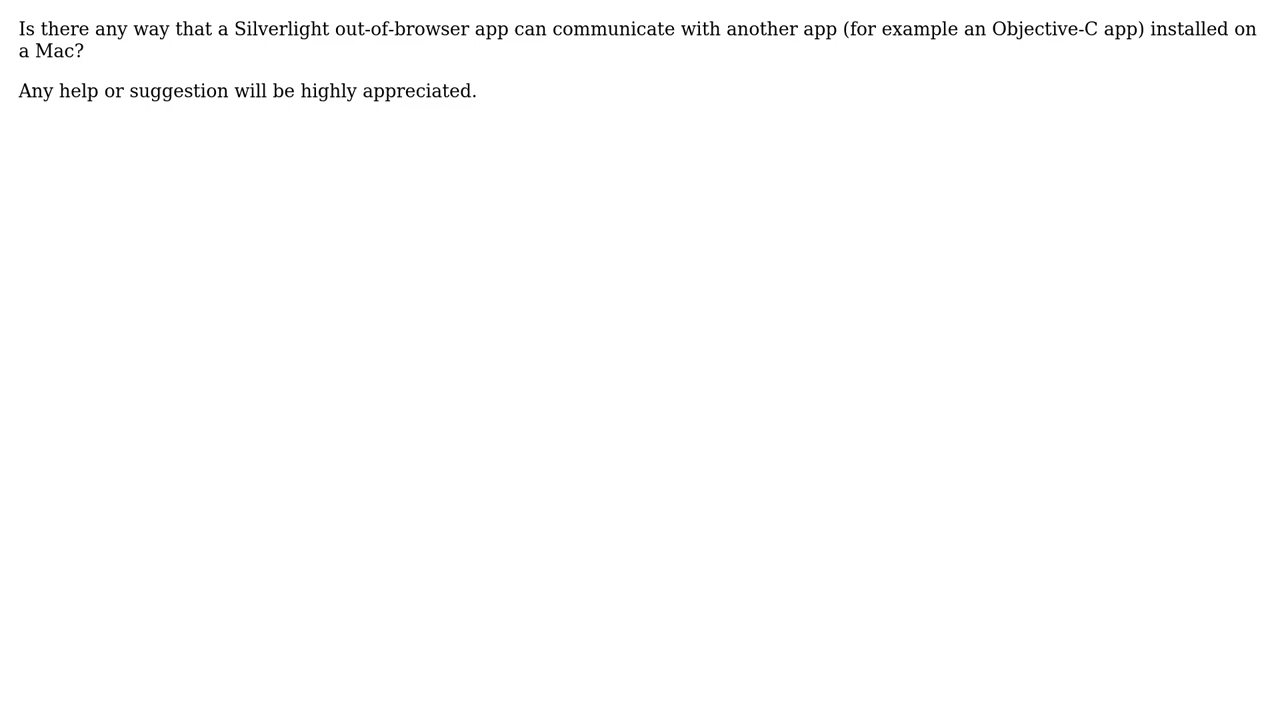 Is there any way that a Silverlight out-of-browser app can communicate with another app (for example an Objective-C app) installed on
a Mac?
Any help or suggestion will be highly appreciated.